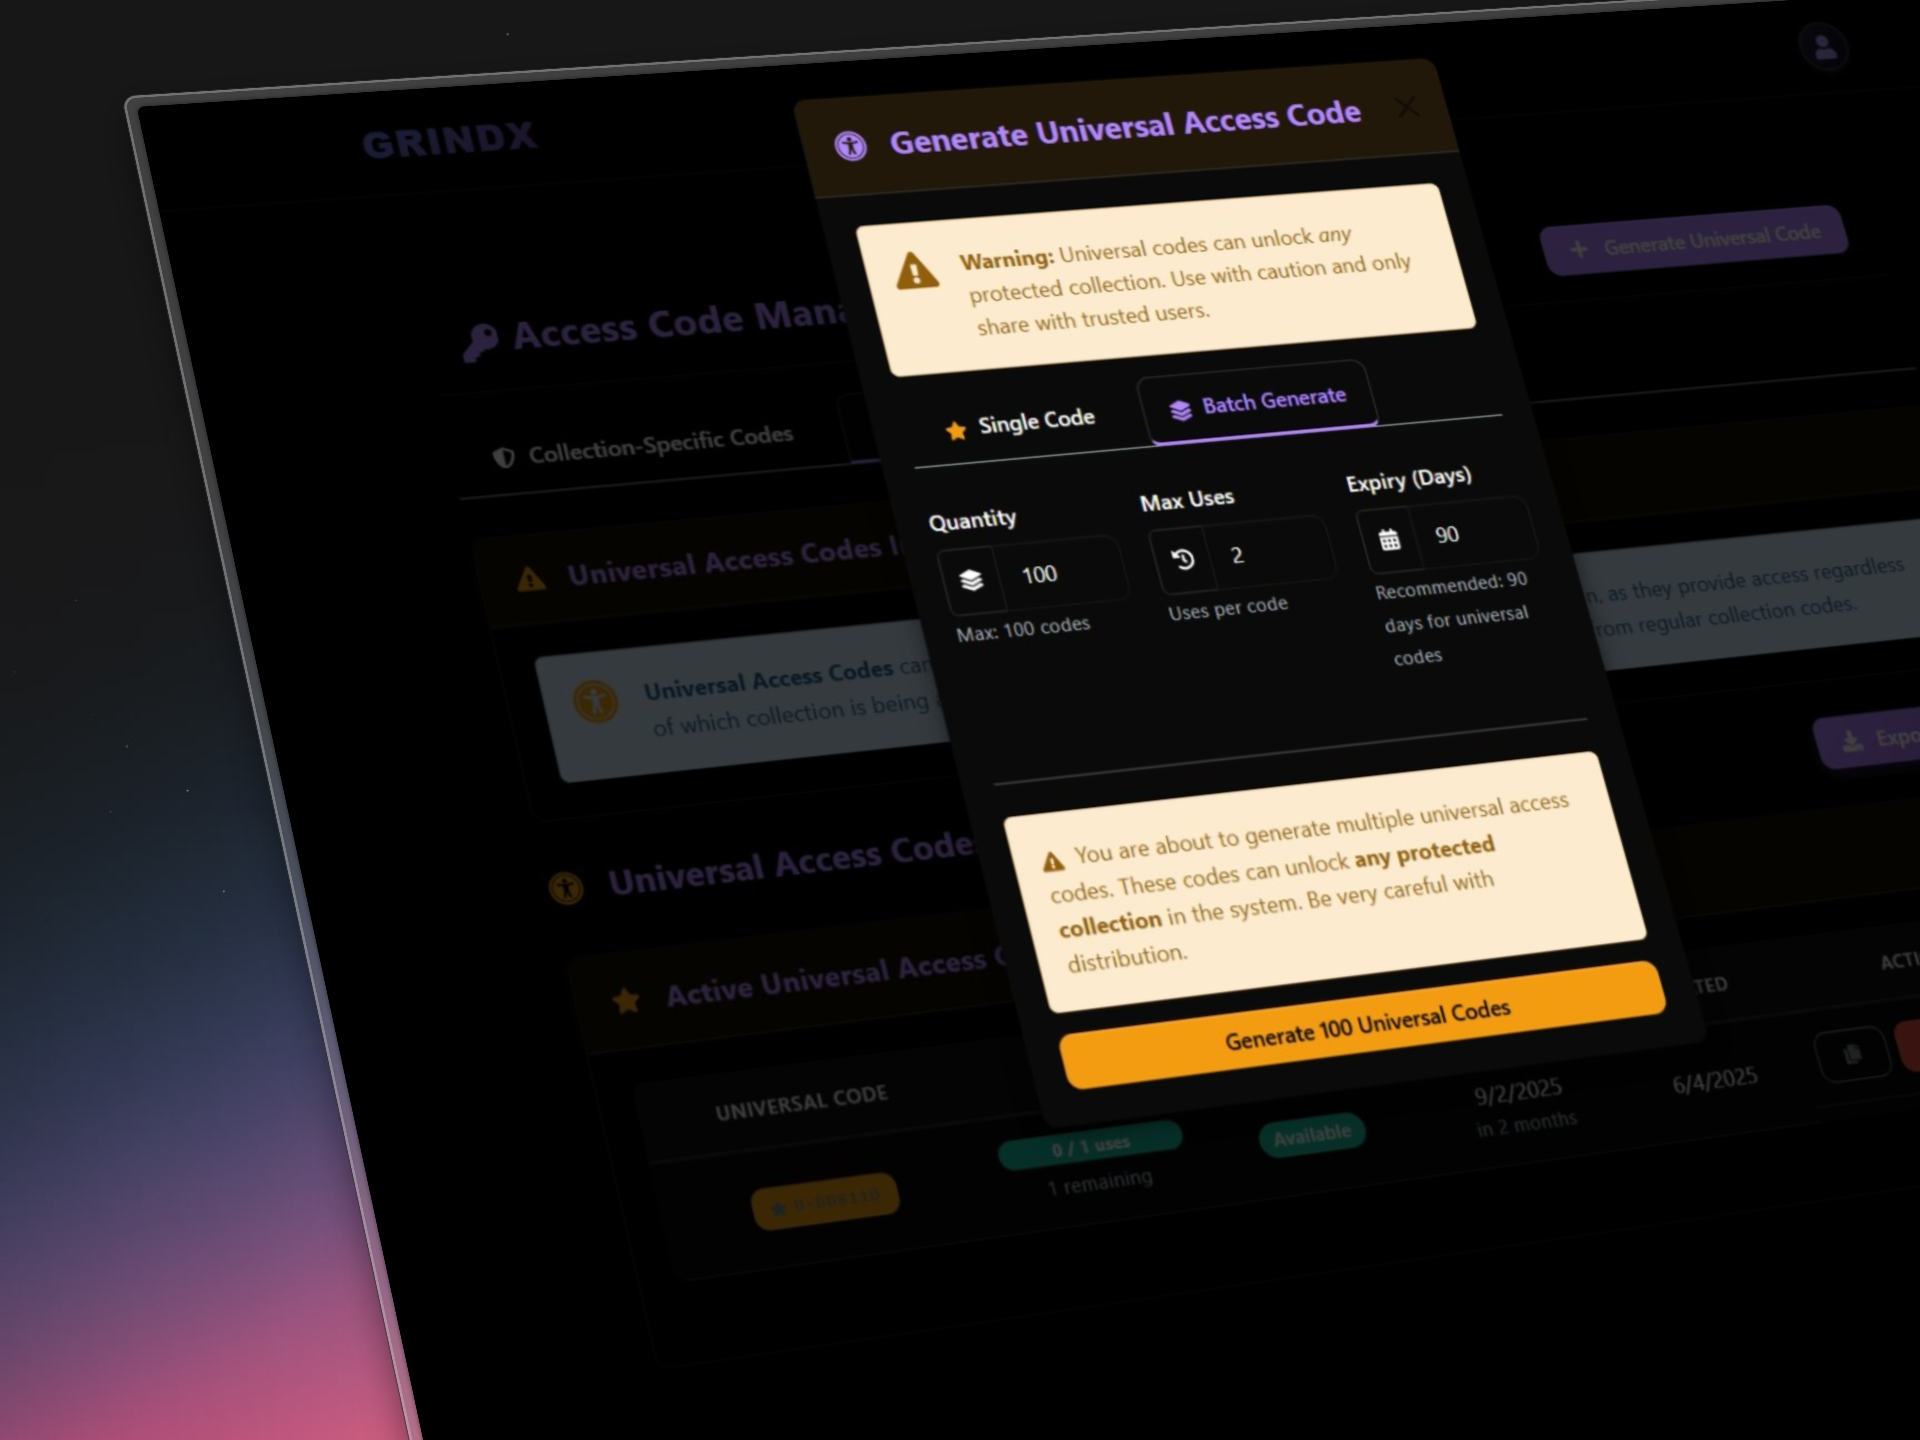 GRINDX
Generate Universal Access Code
Generate Universal Code
Warning: Universal codes can unlock any
protected collection. Use with caution and only
share with trusted users.
Access Code Mana
Collection-Specific Codes
Single Code
Batch Generate
Quantity
Max Uses
Expiry (Days)
100
2
90
Max: 100 codes
Uses per code
Recommended: 90
days for universal
codes
Universal Access Codes
Universal Access Codes can
of which collection is being
n, as they provide access regardless
from regular collection codes.
Expo
You are about to generate multiple universal access
codes. These codes can unlock any protected
collection in the system. Be very careful with
distribution.
Generate 100 Universal Codes
Universal Access Code
Active Universal Access
UNIVERSAL CODE
TED
ACTI
0 / 1 uses
1 remaining
Available
9/2/2025
in 2 months
6/4/2025